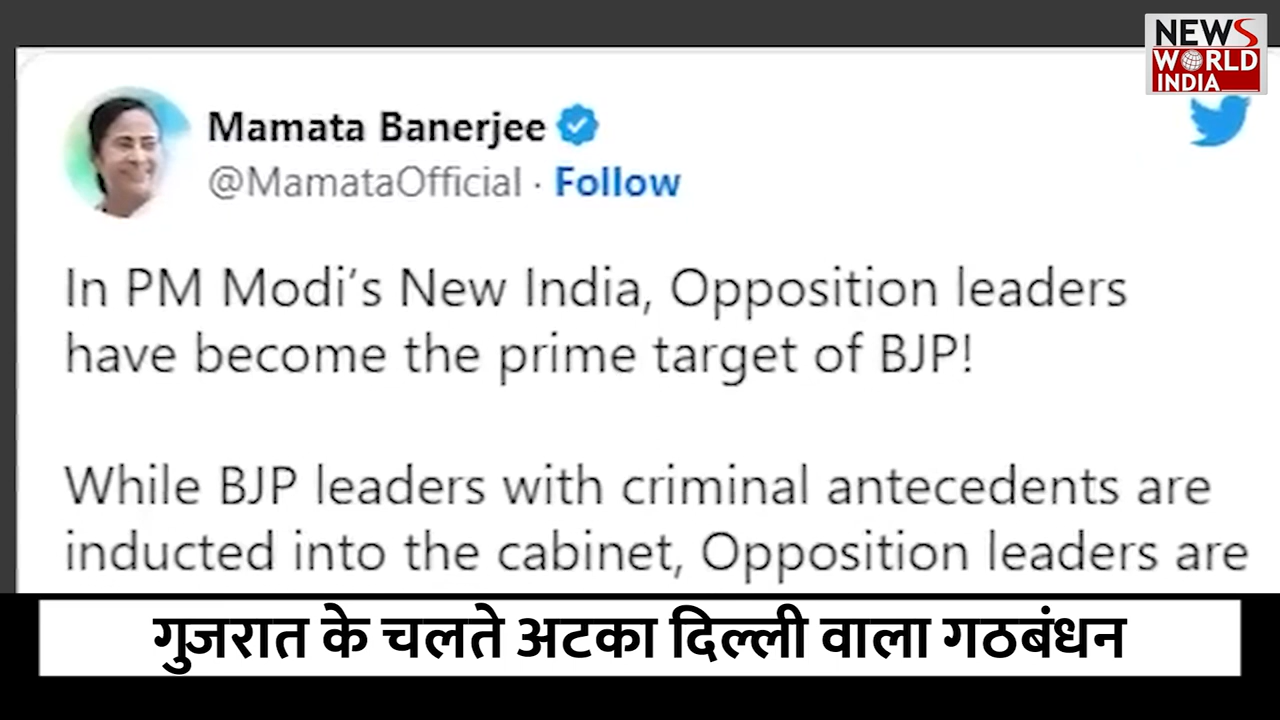 NEWS
WORLD
INDIA
Mamata Banerjee
@MamataOfficial · Follow
In PM Modi’s New India, Opposition leaders
have become the prime target of BJP!
While BJP leaders with criminal antecedents are
inducted into the cabinet, Opposition leaders are
गुजरात के चलते अटका दिल्ली वाला गठबंधन